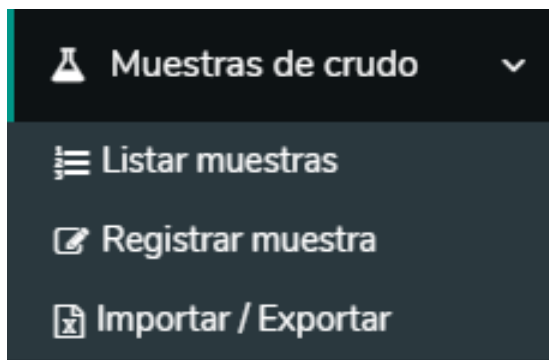 Muestras de crudo
Listar muestras
Registrar muestra
Importar / Exportar